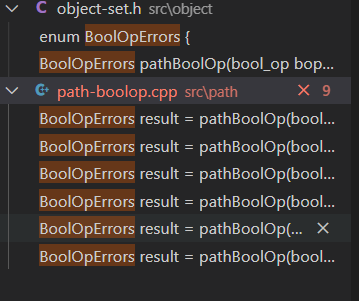 object-set.h src\object
enum BoolOpErrors {
BoolOpErrors pathBoolOp(bool_op bop...
path-boolop.cpp src\path 9
BoolOpErrors result = pathBoolOp(bool...
BoolOpErrors result = pathBoolOp(bool...
BoolOpErrors result = pathBoolOp(bool...
BoolOpErrors result = pathBoolOp(bool...
BoolOpErrors result = pathBoolOp(...
BoolOpErrors result = pathBoolOp(bool...